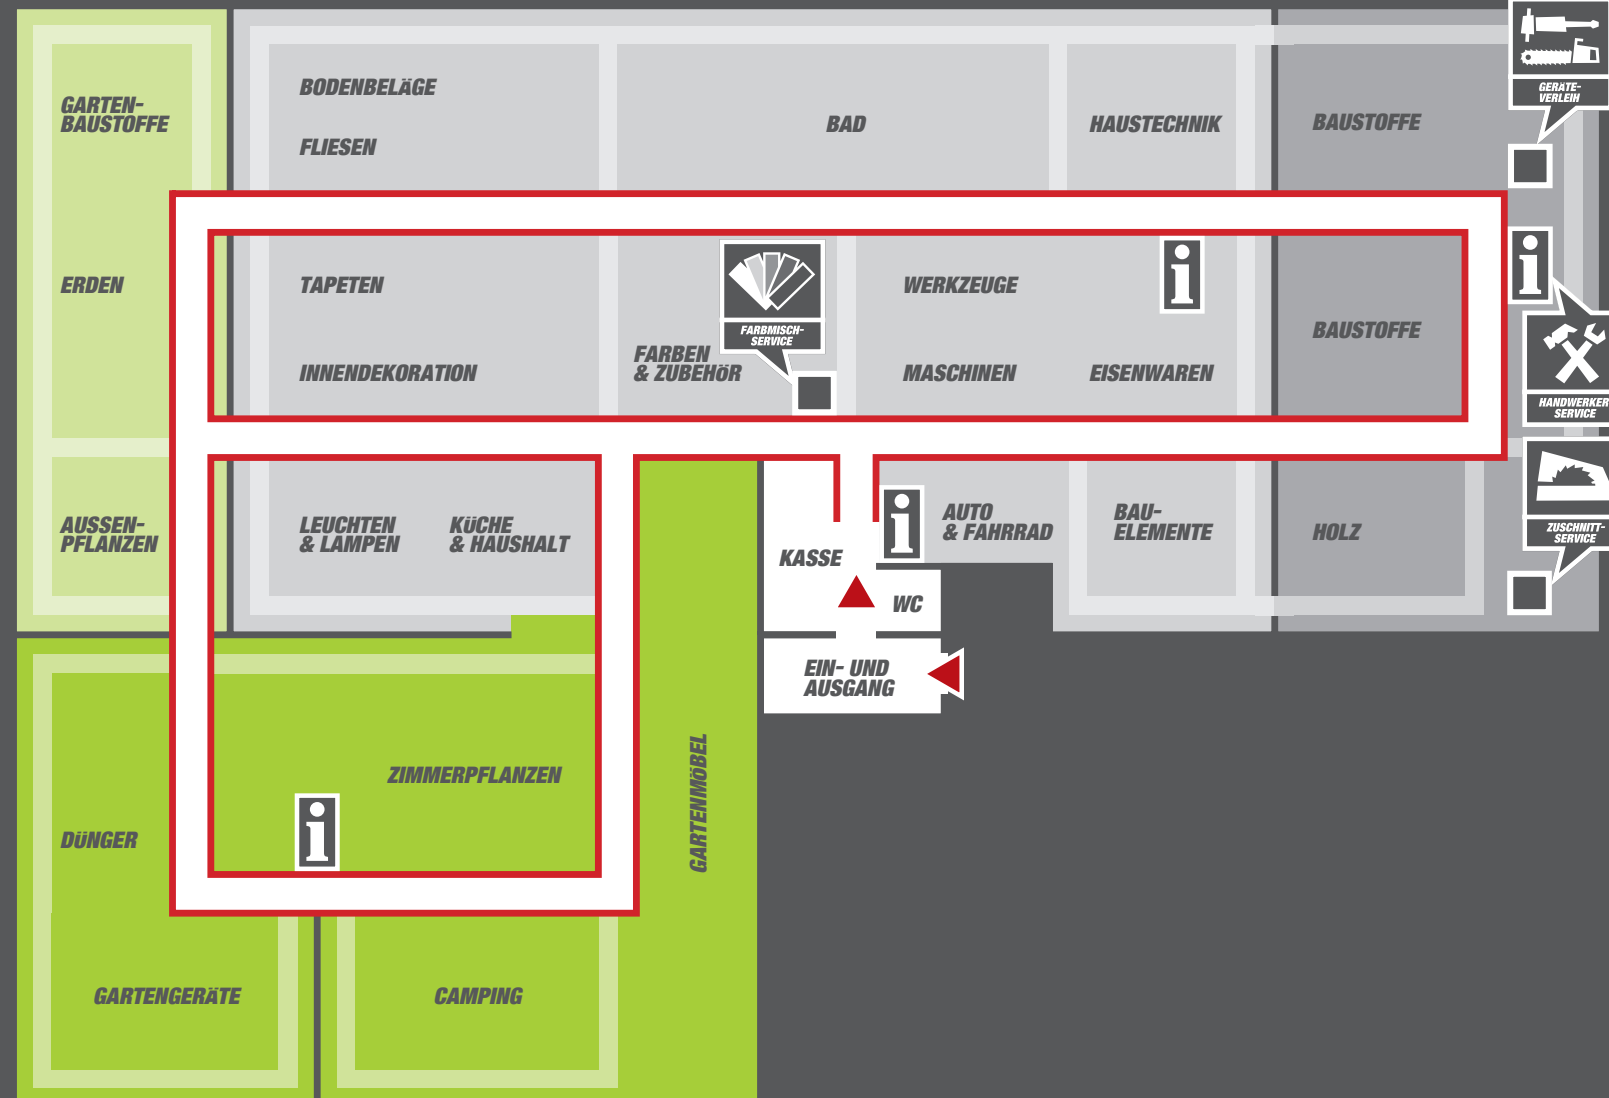 GERÄTE-
VERLEIH
GARTEN-
BAUSTOFFE
BODENBELÄGE
FLIESEN
BAD
HAUSTECHNIK
BAUSTOFFE
ERDEN
TAPETEN
INNENDEKORATION
FARBEN
& ZUBEHÖR
FARBMISCH-
SERVICE
WERKZEUGE
MASCHINEN
EISENWAREN
i
BAUSTOFFE
i
HANDWERKER
SERVICE
AUSSEN-
PFLANZEN
LEUCHTEN
& LAMPEN
KÜCHE
& HAUSHALT
KASSE
i
AUTO
& FAHRRAD
BAU-
ELEMENTE
HOLZ
ZUSCHNITT-
SERVICE
WC
EIN- UND
AUSGANG
ZIMMERPFLANZEN
i
GARTENMÖBEL
DÜNGER
GARTENGERÄTE
CAMPING